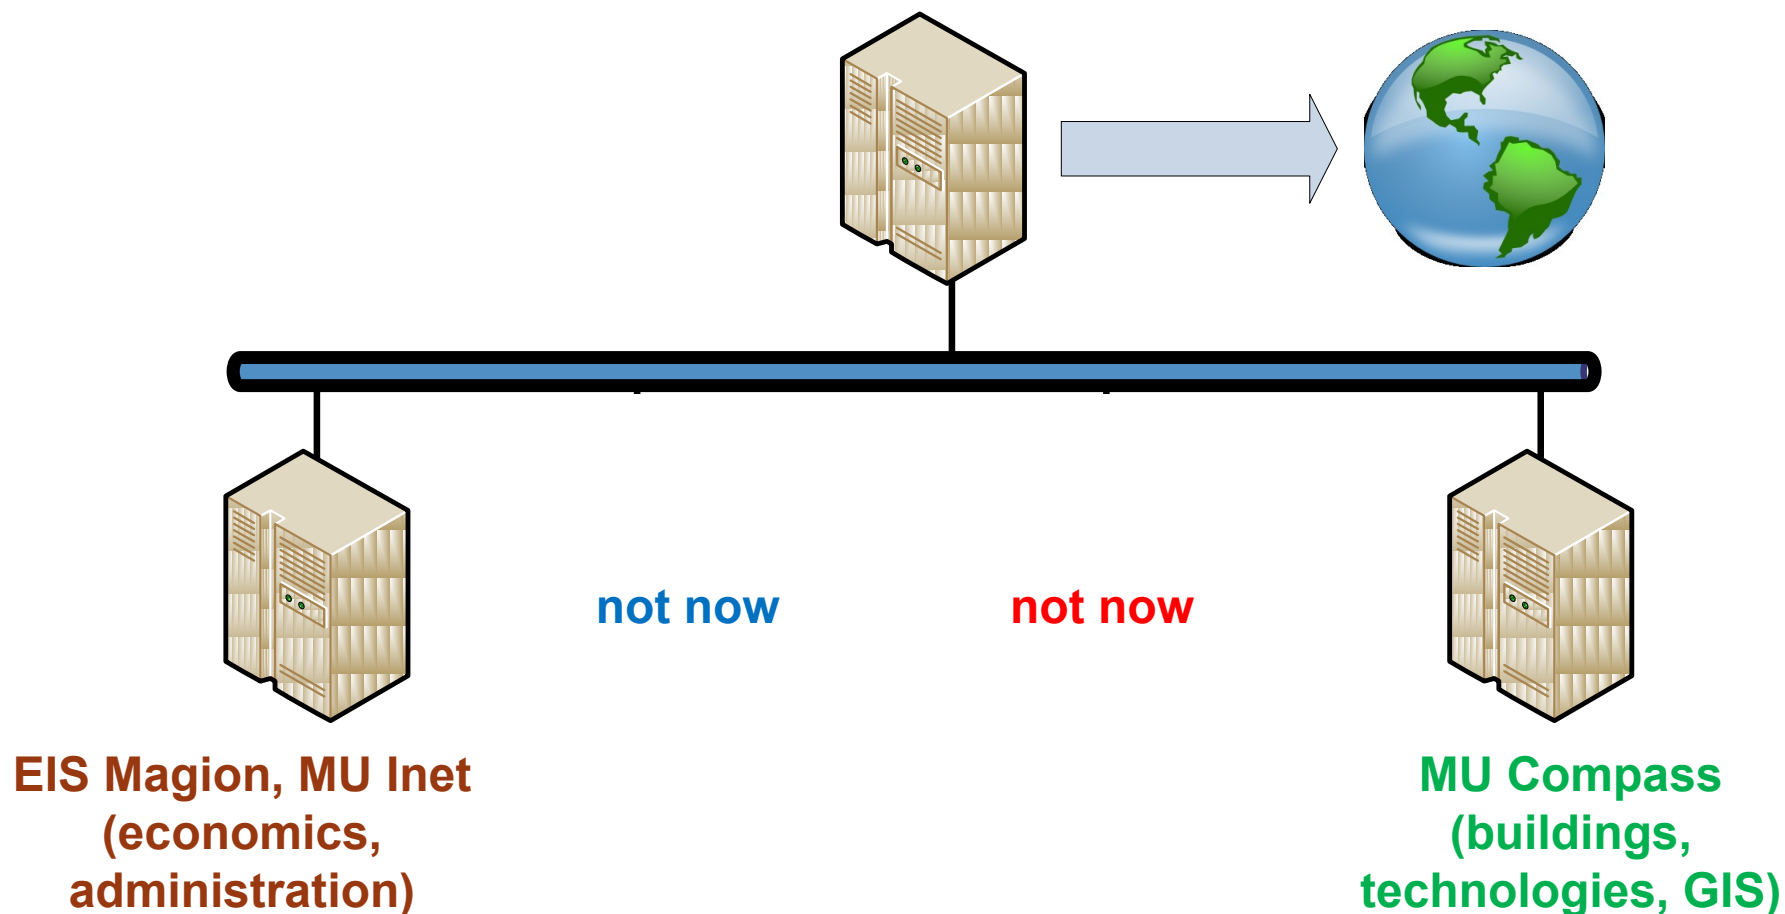 not now
not now
EIS Magion, MU Inet
(economics,
administration)
MU Compass
(buildings,
technologies, GIS)